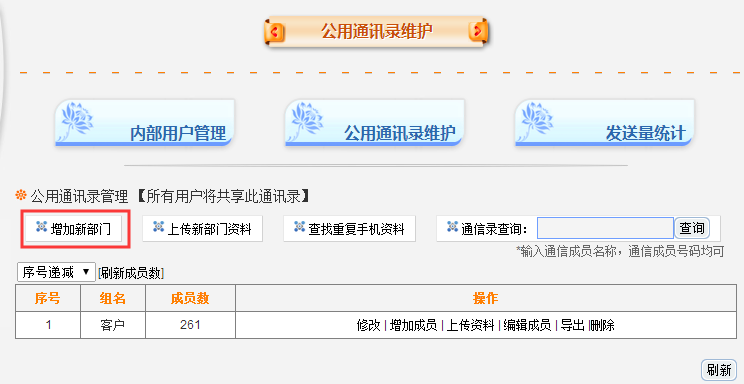 公用通讯录维护
内部用户管理 公用通讯录维护 发送量统计
公用通讯录管理 【所有用户将共享此通讯录】
增加新部门 上传新部门资料 查找重复手机资料 通信录查询： 查询
*输入通信成员名称，通信成员号码均可
序号递减 [刷新成员数]
序号 组名 成员数 操作
1 客户 261 修改 | 增加成员 | 上传资料 | 编辑成员 | 导出 |删除
刷新